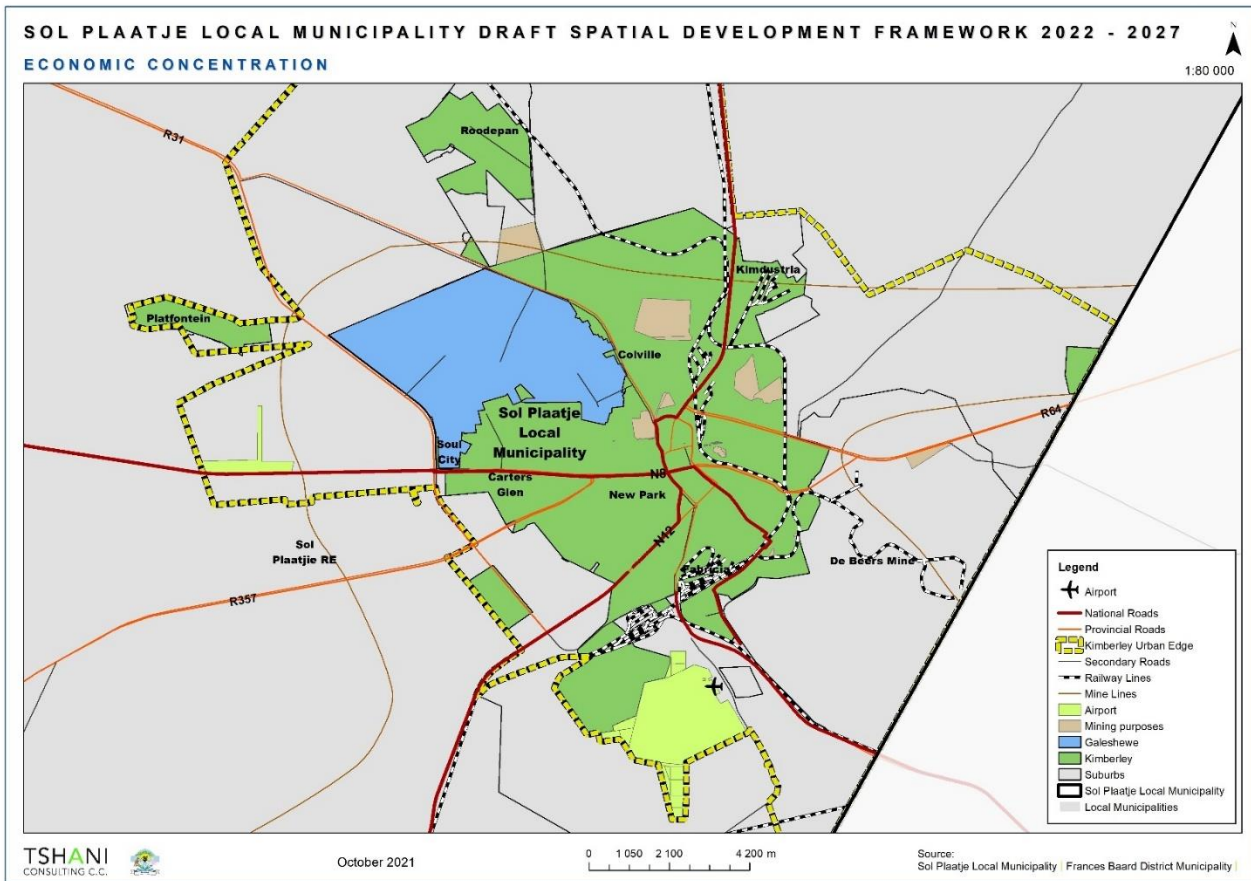 SOL PLAATJE LOCAL MUNICIPALITY DRAFT SPATIAL DEVELOPMENT FRAMEWORK 2022 - 2027
ECONOMIC CONCENTRATION
N
1:80 000
R31
Roodepan
Kimdustria
Platfontein
Colville
Sol Plaatje
Local
Municipality
R64
Soul
City
N8
Carters
Glen
New Park
N12
Sol
Plaatjie RE
De Beers Mine
Fabricia
R357
Legend
Airport
National Roads
Provincial Roads
Kimberley Urban Edge
Secondary Roads
Railway Lines
Mine Lines
Airport
Mining purposes
Galeshewe
Kimberley
Suburbs
Sol Plaatje Local Municipality
Local Municipalities
TSHANI
CONSULTING C.C.
October 2021
0 1 050 2 100 4 200 m
Source:
Sol Plaatje Local Municipality | Frances Baard District Municipality |